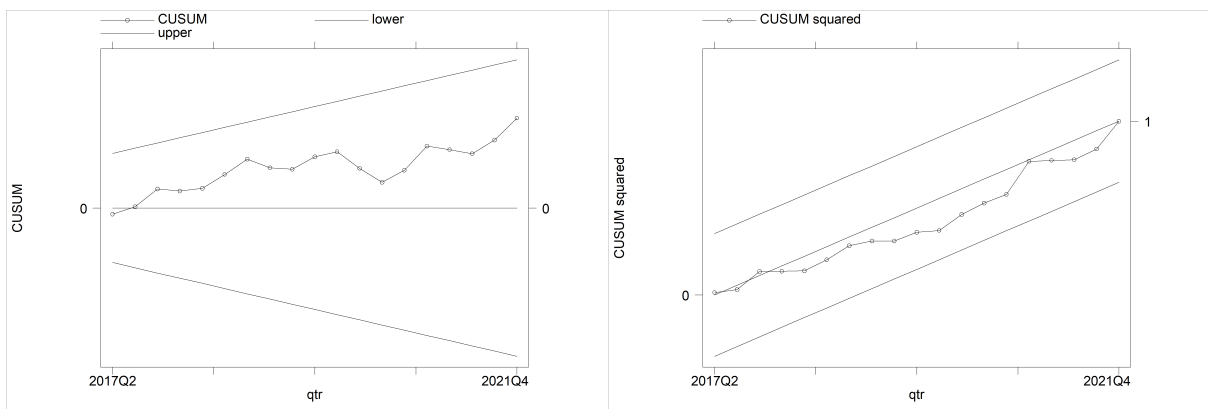 CUSUM
lower
upper
CUSUM
0
0
2017Q2
2021Q4
qtr
CUSUM squared
CUSUM squared
1
0
2017Q2
2021Q4
qtr